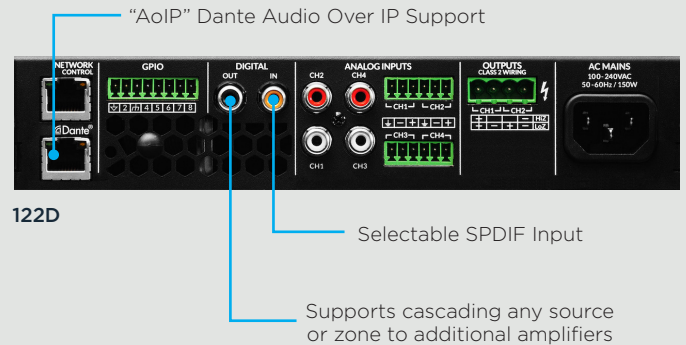 “AoIP” Dante Audio Over IP Support
NETWORK
CONTROL
GPIO
DIGITAL
OUT IN
ANALOG INPUTS
CH2 CH4
CH1 CH2
OUTPUTS
CLASS 2 WIRING
AC MAINS
100-240VAC
50-60Hz / 150W
2 4 5 6 7 8
Dante®
- + - +
CH3 CH4
CH1 CH3
CH1 CH2
+ - HiZ
+ - + - LoZ
122D
Selectable SPDIF Input
Supports cascading any source
or zone to additional amplifiers